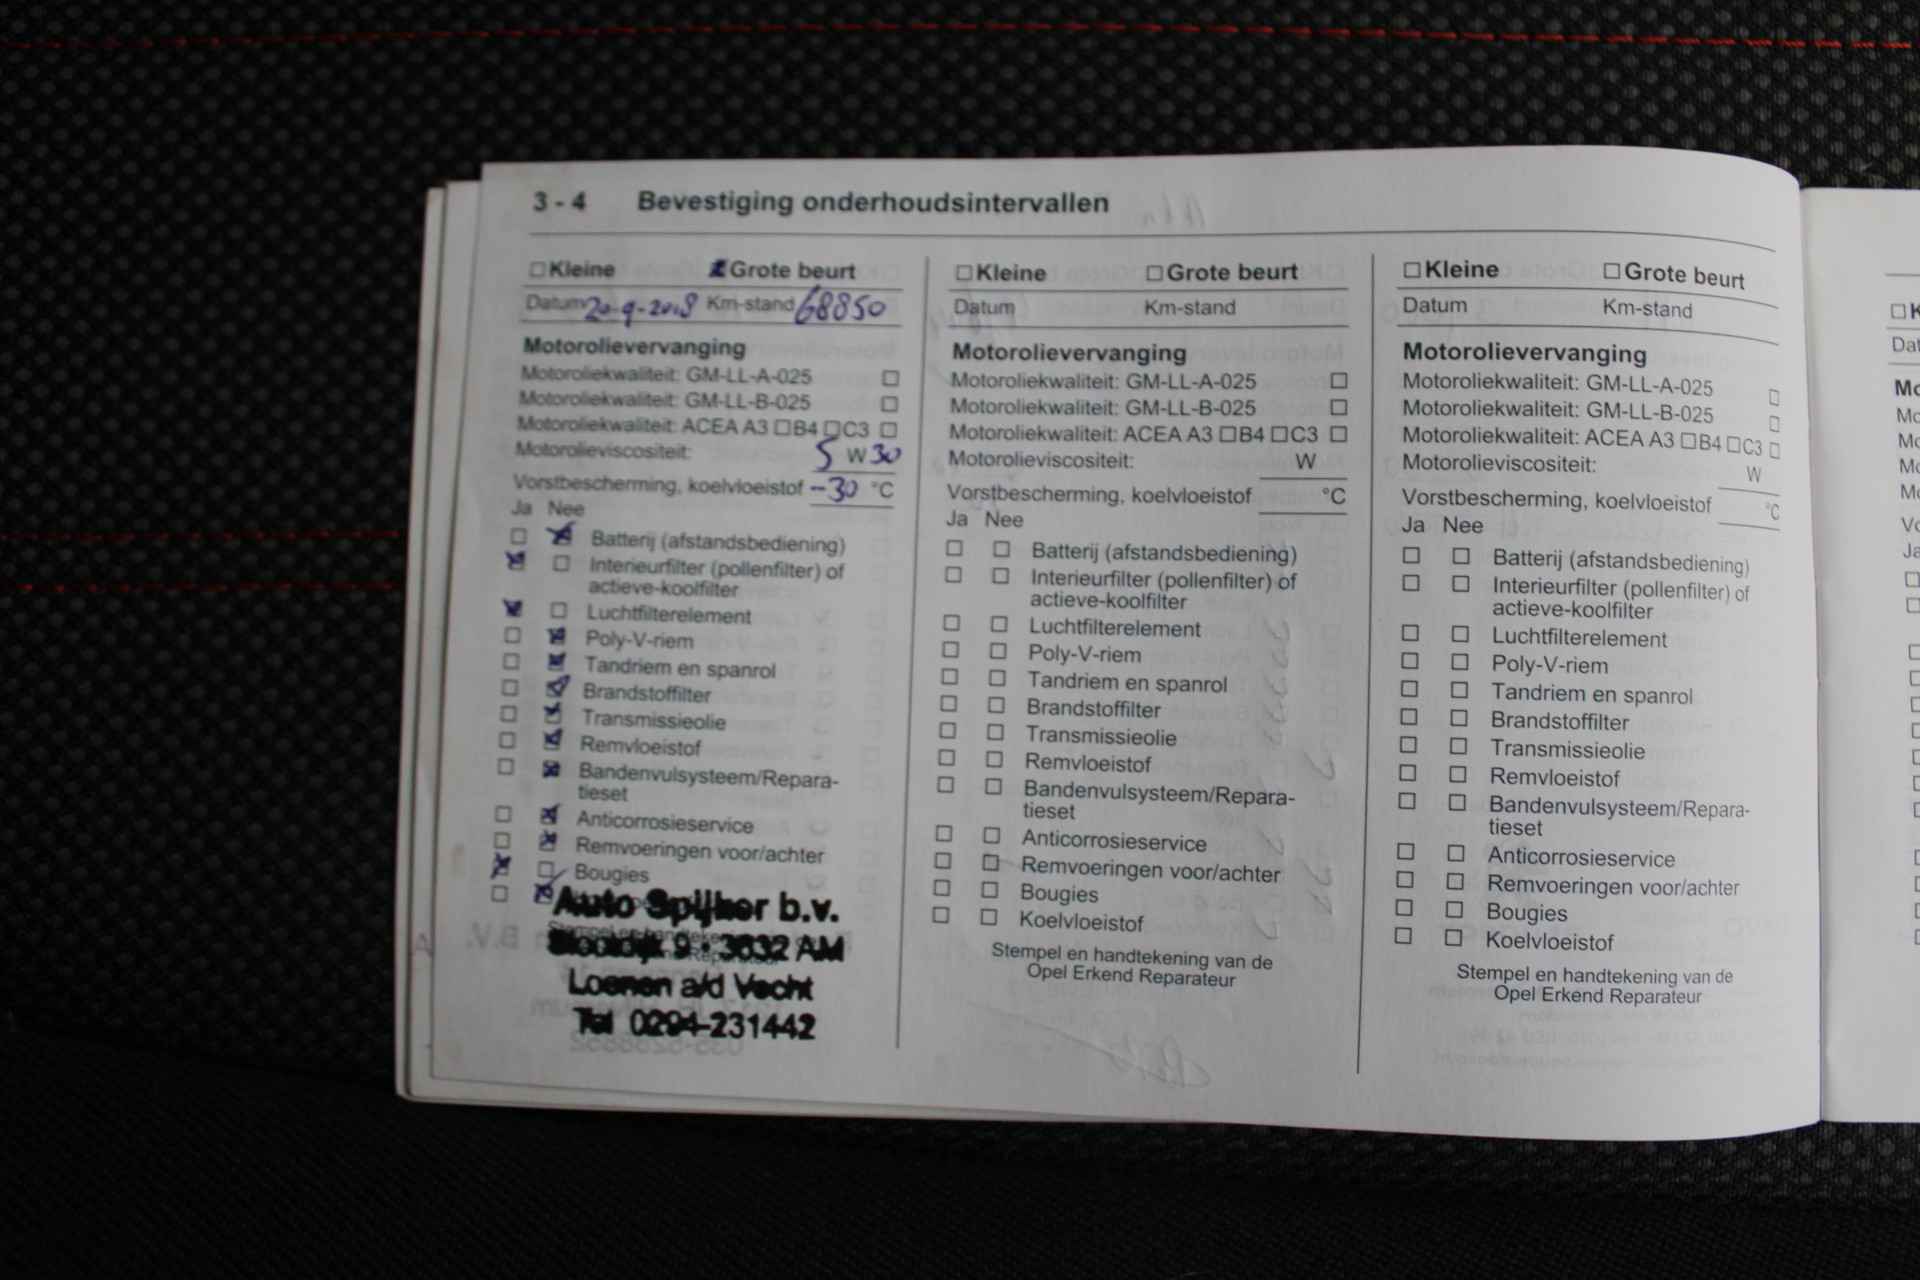 3 - 4 Bevestiging onderhoudsintervallen
Kleine Grote beurt
Datum 20-9-2018 Km-stand 68850
Motorolievervanging
Motoroliekwaliteit: GM-LL-A-025
Motoroliekwaliteit: GM-LL-B-025
Motoroliekwaliteit: ACEA A3 B4 C3
Motorolieviscositeit: 5 W 30
Vorstbescherming, koelvloeistof -30 °C
Ja Nee
Batterij (afstandsbediening)
Interieurfilter (pollenfilter) of
actieve-koolfilter
Luchtfilterelement
Poly-V-riem
Tandriem en spanrol
Brandstoffilter
Transmissieolie
Remvloeistof
Bandenvulsysteem/Repara-
tieset
Anticorrosieservice
Remvoeringen voor/achter
Bougies
Auto Spijker b.v.
Slootdijk 9 3632 AM
Loenen a/d Vecht
Tel 0294-231442
Kleine Grote beurt
Datum Km-stand
Motorolievervanging
Motoroliekwaliteit: GM-LL-A-025
Motoroliekwaliteit: GM-LL-B-025
Motoroliekwaliteit: ACEA A3 B4 C3
Motorolieviscositeit: W
Vorstbescherming, koelvloeistof °C
Ja Nee
Batterij (afstandsbediening)
Interieurfilter (pollenfilter) of
actieve-koolfilter
Luchtfilterelement
Poly-V-riem
Tandriem en spanrol
Brandstoffilter
Transmissieolie
Remvloeistof
Bandenvulsysteem/Repara-
tieset
Anticorrosieservice
Remvoeringen voor/achter
Bougies
Koelvloeistof
Stempel en handtekening van de
Opel Erkend Reparateur
Kleine Grote beurt
Datum Km-stand
Motorolievervanging
Motoroliekwaliteit: GM-LL-A-025
Motoroliekwaliteit: GM-LL-B-025
Motoroliekwaliteit: ACEA A3 B4 C3
Motorolieviscositeit: W
Vorstbescherming, koelvloeistof °C
Ja Nee
Batterij (afstandsbediening)
Interieurfilter (pollenfilter) of
actieve-koolfilter
Luchtfilterelement
Poly-V-riem
Tandriem en spanrol
Brandstoffilter
Transmissieolie
Remvloeistof
Bandenvulsysteem/Repara-
tieset
Anticorrosieservice
Remvoeringen voor/achter
Bougies
Koelvloeistof
Stempel en handtekening van de
Opel Erkend Reparateur